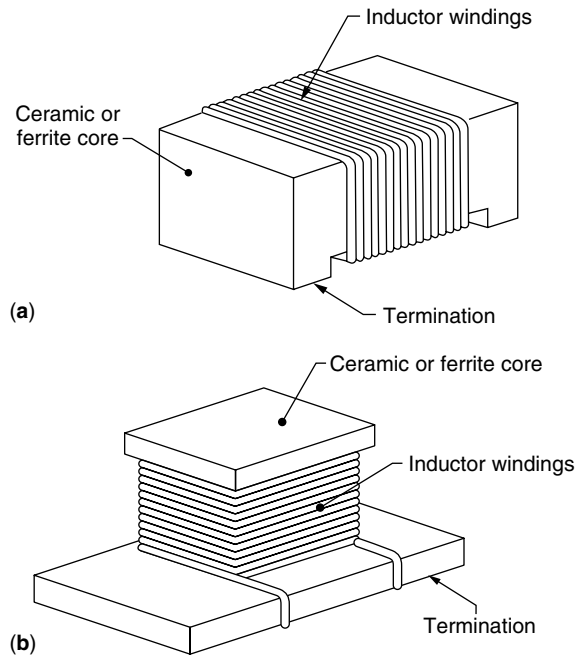 Inductor windings
Ceramic or
ferrite core
Termination
(a)
Ceramic or ferrite core
Inductor windings
Termination
(b)